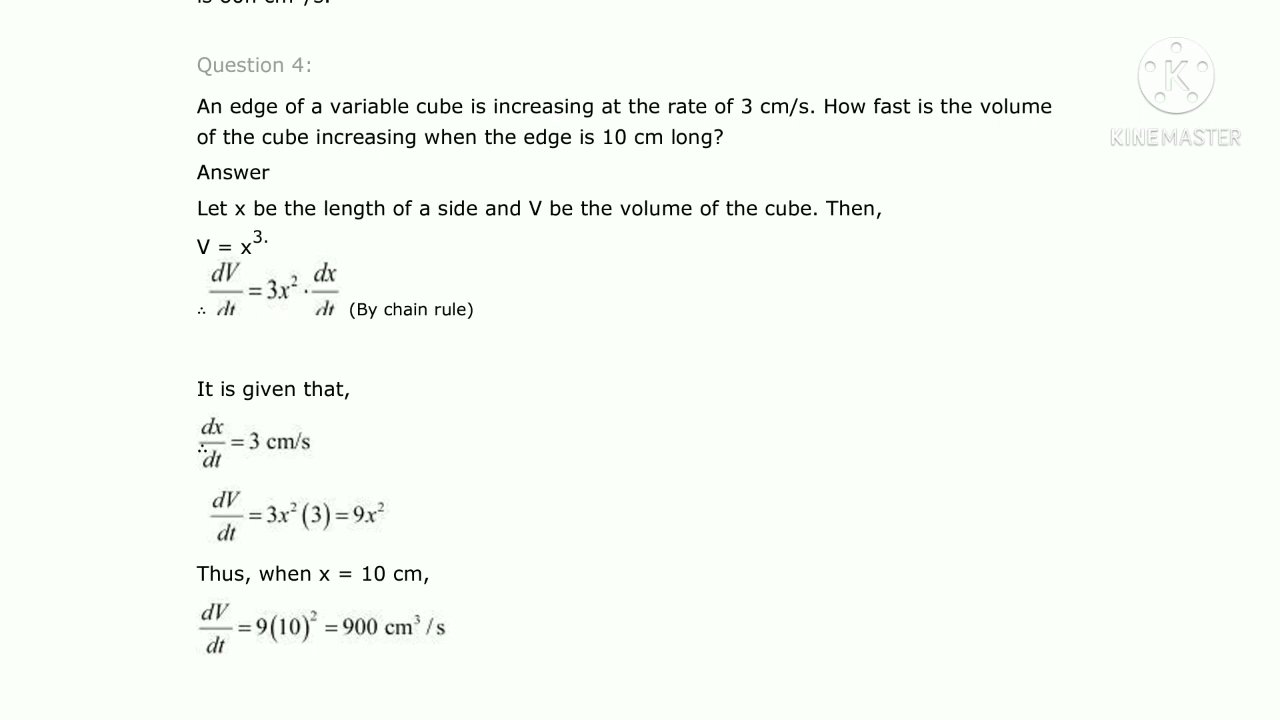 Question 4:
An edge of a variable cube is increasing at the rate of 3 cm/s. How fast is the volume
of the cube increasing when the edge is 10 cm long?
Answer
Let x be the length of a side and V be the volume of the cube. Then,
V = x³.
∴ dV/dt = 3x² · dx/dt (By chain rule)
It is given that,
∴ dx/dt = 3 cm/s
dV/dt = 3x²(3) = 9x²
Thus, when x = 10 cm,
dV/dt = 9(10)² = 900 cm³ / s
K
KINEMASTER